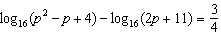 log₁₆(p² − p + 4) − log₁₆(2p + 11) = 3/4